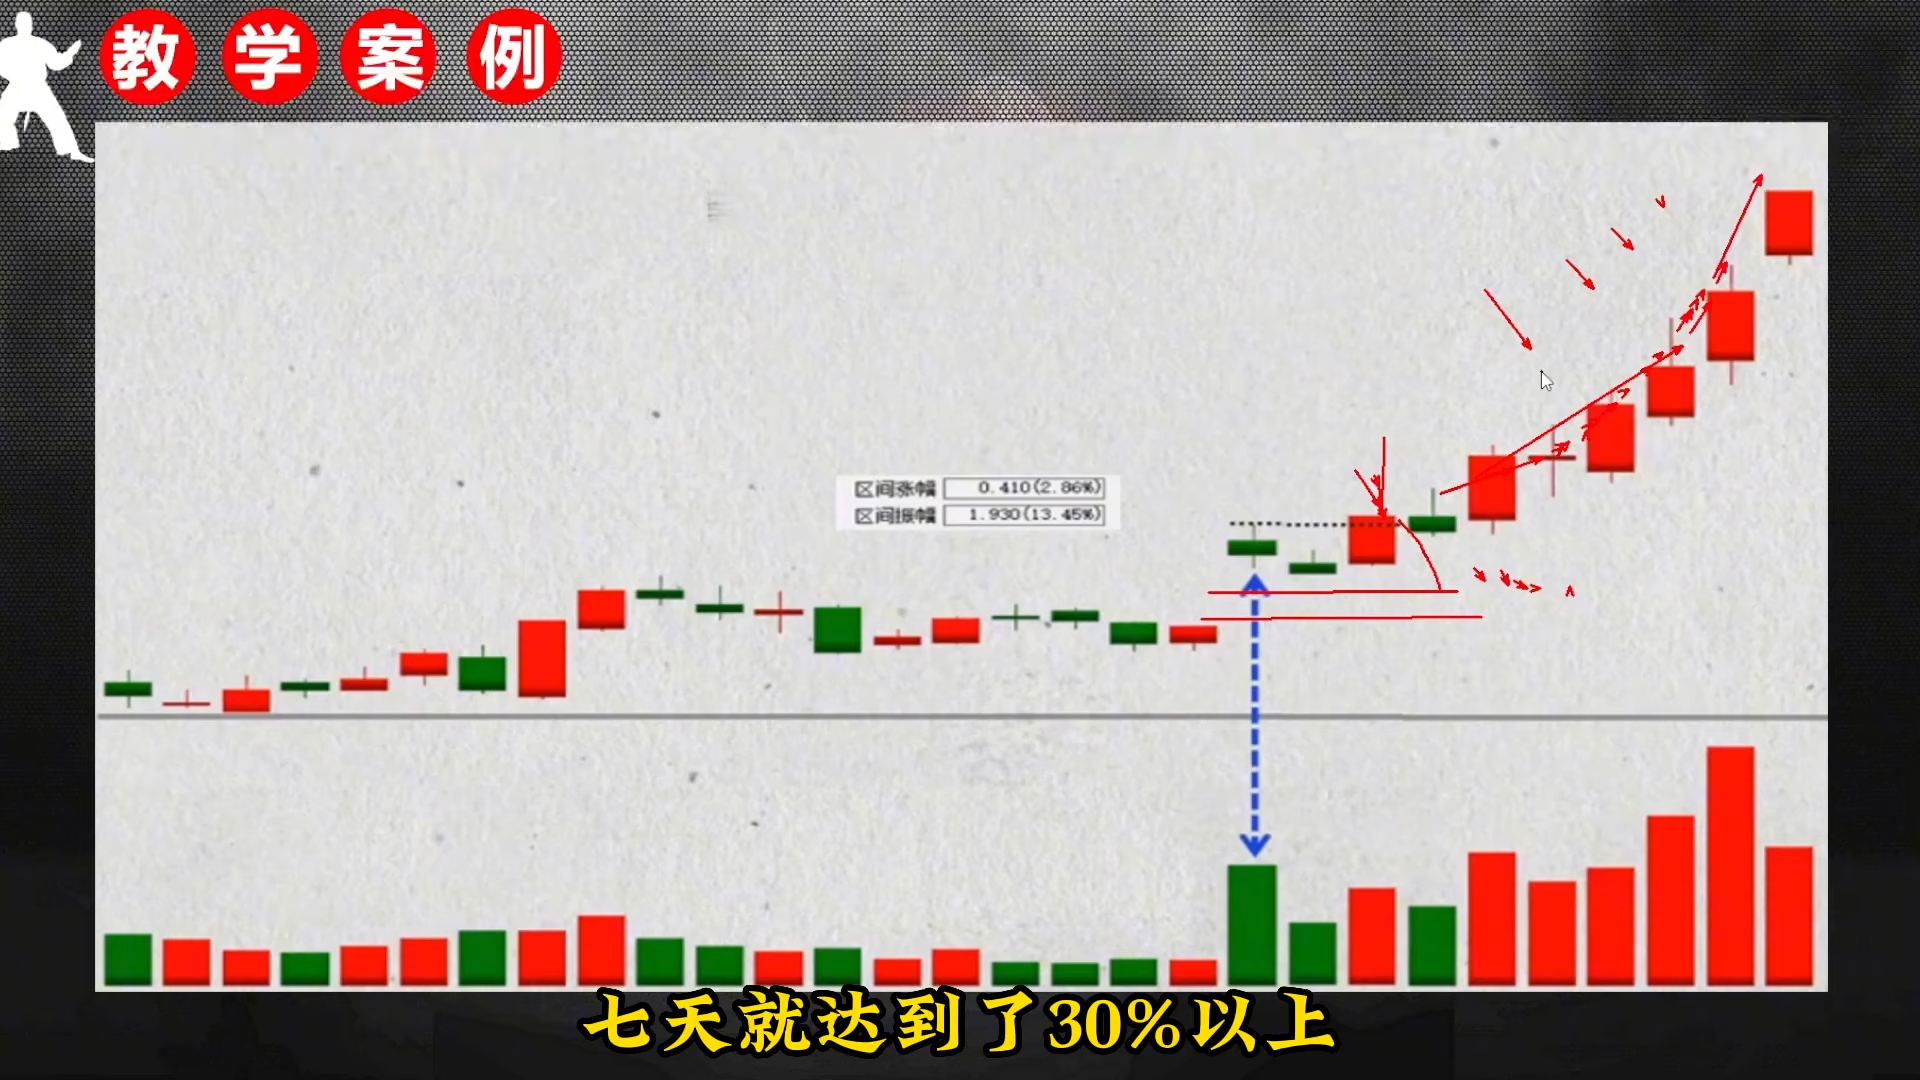 教学案例
区间涨幅 0.410(2.86%)
区间振幅 1.930(13.45%)
七天就达到了30%以上